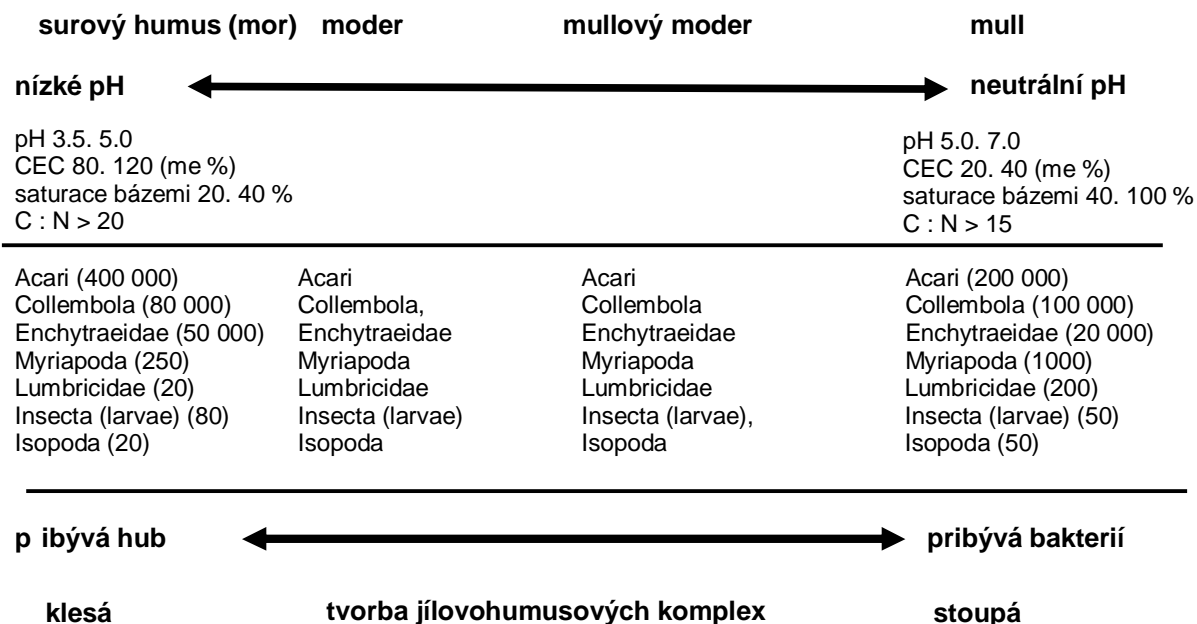 surový humus (mor) moder mullový moder mull
nízké pH neutrální pH
pH 3.5. 5.0 pH 5.0. 7.0
CEC 80. 120 (me %) CEC 20. 40 (me %)
saturace bázemi 20. 40 % saturace bázemi 40. 100 %
C : N > 20 C : N > 15
Acari (400 000) Acari Acari Acari (200 000)
Collembola (80 000) Collembola, Collembola Collembola (100 000)
Enchytraeidae (50 000) Enchytraeidae Enchytraeidae Enchytraeidae (20 000)
Myriapoda (250) Myriapoda Myriapoda Myriapoda (1000)
Lumbricidae (20) Lumbricidae Lumbricidae Lumbricidae (200)
Insecta (larvae) (80) Insecta (larvae) Insecta (larvae), Insecta (larvae) (50)
Isopoda (20) Isopoda Isopoda Isopoda (50)
p ibývá hub pribývá bakterií
klesá tvorba jílovohumusových komplex stoupá